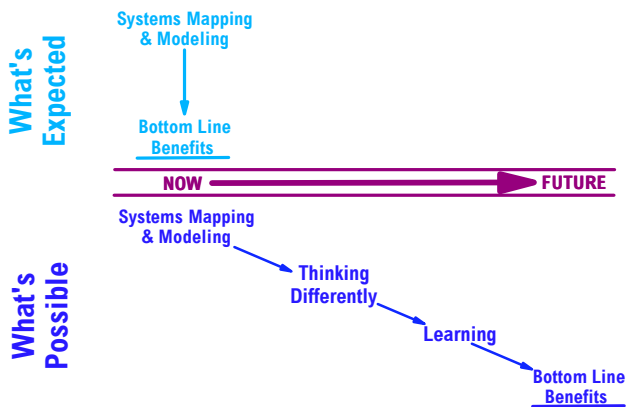 What's
Expected
Systems Mapping
& Modeling
Bottom Line
Benefits
NOW
FUTURE
What's
Possible
Systems Mapping
& Modeling
Thinking
Differently
Learning
Bottom Line
Benefits